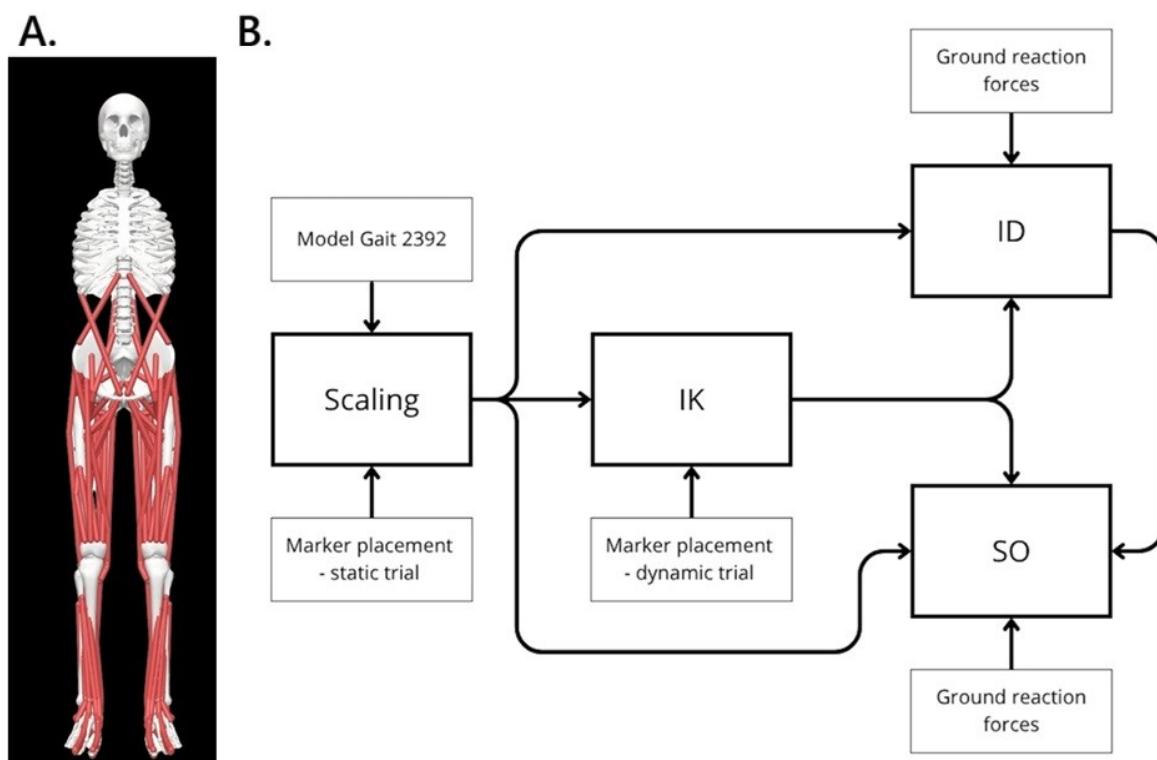 A.
B.
Ground reaction
forces
Model Gait 2392
ID
Scaling
IK
Marker placement
- static trial
Marker placement
- dynamic trial
SO
Ground reaction
forces